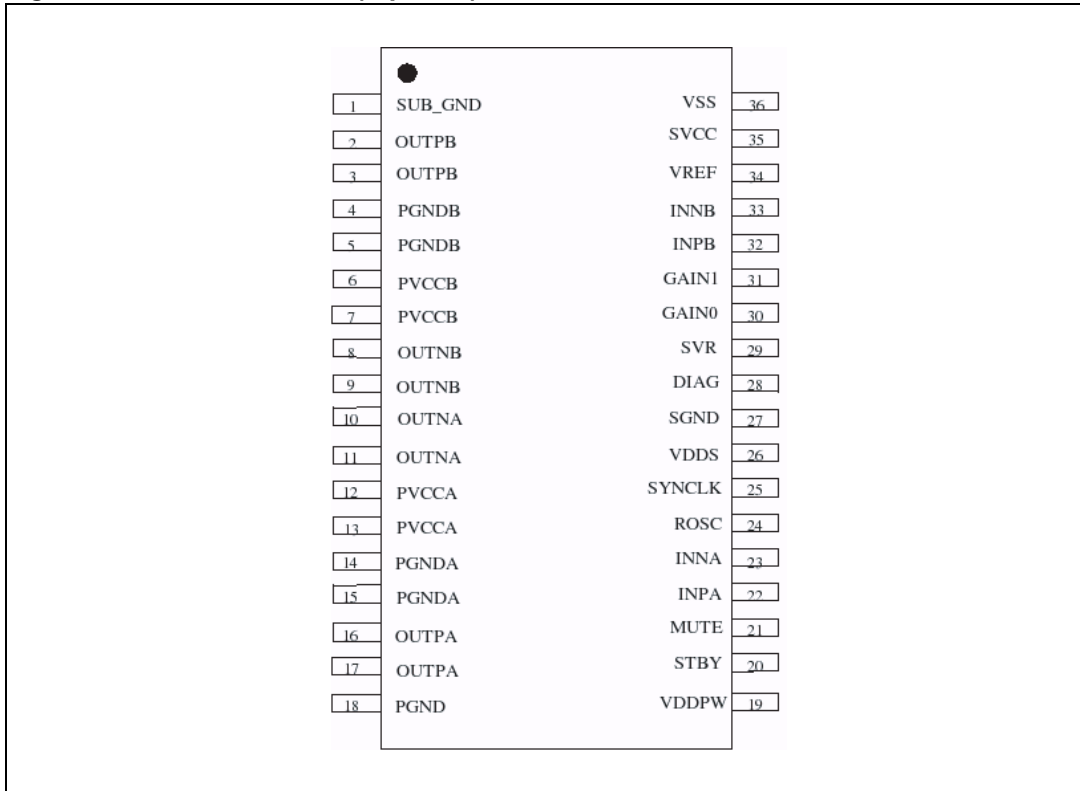 1 SUB_GND VSS 36
2 OUTPB SVCC 35
3 OUTPB VREF 34
4 PGNDB INNB 33
5 PGNDB INPB 32
6 PVCCB GAIN1 31
7 PVCCB GAIN0 30
8 OUTNB SVR 29
9 OUTNB DIAG 28
10 OUTNA SGND 27
11 OUTNA VDDS 26
12 PVCCA SYNCLK 25
13 PVCCA ROSC 24
14 PGNDA INNA 23
15 PGNDA INPA 22
16 OUTPA MUTE 21
17 OUTPA STBY 20
18 PGND VDDPW 19